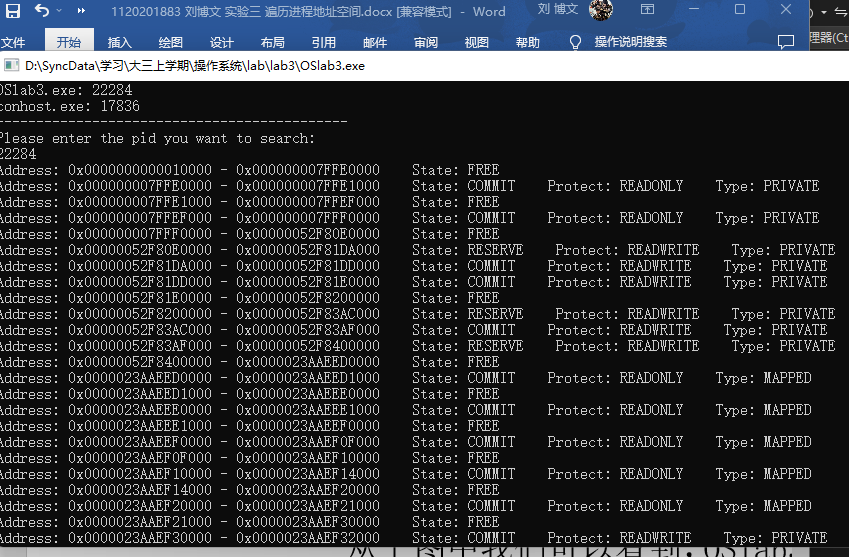 1120201883 刘博文 实验三 遍历进程地址空间.docx [兼容模式] - Word 刘 博文
文件 开始 插入 绘图 设计 布局 引用 邮件 审阅 视图 帮助 操作说明搜索
理器(Ct
D:\SyncData\学习\大三上学期\操作系统\lab\lab3\OSlab3.exe
OSlab3.exe: 22284
conhost.exe: 17836
--------------------------------------------
Please enter the pid you want to search:
22284
Address: 0x0000000000010000 - 0x000000007FFE0000 State: FREE
Address: 0x000000007FFE0000 - 0x000000007FFE1000 State: COMMIT Protect: READONLY Type: PRIVATE
Address: 0x000000007FFE1000 - 0x000000007FFEF000 State: FREE
Address: 0x000000007FFEF000 - 0x000000007FFF0000 State: COMMIT Protect: READONLY Type: PRIVATE
Address: 0x000000007FFF0000 - 0x00000052F80E0000 State: FREE
Address: 0x00000052F80E0000 - 0x00000052F81DA000 State: RESERVE Protect: READWRITE Type: PRIVATE
Address: 0x00000052F81DA000 - 0x00000052F81DD000 State: COMMIT Protect: READWRITE Type: PRIVATE
Address: 0x00000052F81DD000 - 0x00000052F81E0000 State: COMMIT Protect: READWRITE Type: PRIVATE
Address: 0x00000052F81E0000 - 0x00000052F8200000 State: FREE
Address: 0x00000052F8200000 - 0x00000052F83AC000 State: RESERVE Protect: READWRITE Type: PRIVATE
Address: 0x00000052F83AC000 - 0x00000052F83AF000 State: COMMIT Protect: READWRITE Type: PRIVATE
Address: 0x00000052F83AF000 - 0x00000052F8400000 State: RESERVE Protect: READWRITE Type: PRIVATE
Address: 0x00000052F8400000 - 0x0000023AAEED0000 State: FREE
Address: 0x0000023AAEED0000 - 0x0000023AAEED1000 State: COMMIT Protect: READONLY Type: MAPPED
Address: 0x0000023AAEED1000 - 0x0000023AAEEE0000 State: FREE
Address: 0x0000023AAEEE0000 - 0x0000023AAEEE1000 State: COMMIT Protect: READONLY Type: MAPPED
Address: 0x0000023AAEEE1000 - 0x0000023AAEEF0000 State: FREE
Address: 0x0000023AAEEF0000 - 0x0000023AAEF0F000 State: COMMIT Protect: READONLY Type: MAPPED
Address: 0x0000023AAEF0F000 - 0x0000023AAEF10000 State: FREE
Address: 0x0000023AAEF10000 - 0x0000023AAEF14000 State: COMMIT Protect: READONLY Type: MAPPED
Address: 0x0000023AAEF14000 - 0x0000023AAEF20000 State: FREE
Address: 0x0000023AAEF20000 - 0x0000023AAEF21000 State: COMMIT Protect: READONLY Type: MAPPED
Address: 0x0000023AAEF21000 - 0x0000023AAEF30000 State: FREE
Address: 0x0000023AAEF30000 - 0x0000023AAEF32000 State: COMMIT Protect: READWRITE Type: PRIVATE